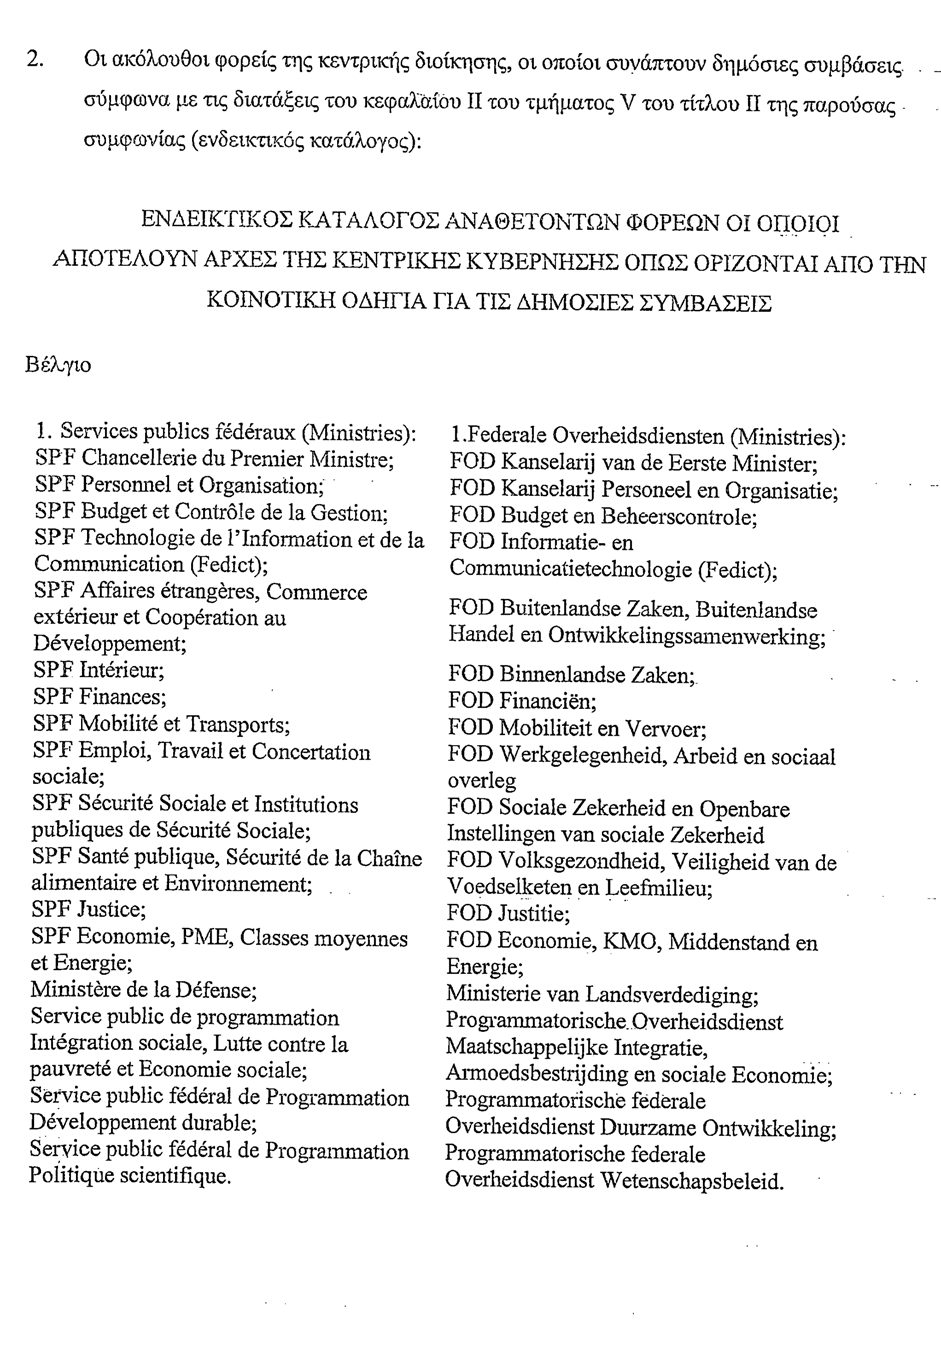 2. Οι ακόλουθοι φορείς της κεντρικής διοίκησης, οι οποίοι συνάπτουν δημόσιες συμβάσεις
σύμφωνα με τις διατάξεις του κεφαλαίου II του τμήματος V του τίτλου II της παρούσας
συμφωνίας (ενδεικτικός κατάλογος):
ΕΝΔΕΙΚΤΙΚΟΣ ΚΑΤΑΛΟΓΟΣ ΑΝΑΘΕΤΟΝΤΩΝ ΦΟΡΕΩΝ ΟΙ ΟΠΟΙΟΙ
ΑΠΟΤΕΛΟΥΝ ΑΡΧΕΣ ΤΗΣ ΚΕΝΤΡΙΚΗΣ ΚΥΒΕΡΝΗΣΗΣ ΟΠΩΣ ΟΡΙΖΟΝΤΑΙ ΑΠΟ ΤΗΝ
ΚΟΙΝΟΤΙΚΗ ΟΔΗΓΙΑ ΓΙΑ ΤΙΣ ΔΗΜΟΣΙΕΣ ΣΥΜΒΑΣΕΙΣ
Βέλγιο
1. Services publics fédéraux (Ministries):
SPF Chancellerie du Premier Ministre;
SPF Personnel et Organisation;
SPF Budget et Contrôle de la Gestion;
SPF Technologie de l'Information et de la
Communication (Fedict);
SPF Affaires étrangères, Commerce
extérieur et Coopération au
Développement;
SPF Intérieur;
SPF Finances;
SPF Mobilité et Transports;
SPF Emploi, Travail et Concertation
sociale;
SPF Sécurité Sociale et Institutions
publiques de Sécurité Sociale;
SPF Santé publique, Sécurité de la Chaîne
alimentaire et Environnement;
SPF Justice;
SPF Economie, PME, Classes moyennes
et Energie;
Ministère de la Défense;
Service public de programmation
Intégration sociale, Lutte contre la
pauvreté et Economie sociale;
Service public fédéral de Programmation
Développement durable;
Service public fédéral de Programmation
Politique scientifique.
1.Federale Overheidsdiensten (Ministries):
FOD Kanselarij van de Eerste Minister;
FOD Kanselarij Personeel en Organisatie;
FOD Budget en Beheerscontrole;
FOD Informatie- en
Communicatietechnologie (Fedict);
FOD Buitenlandse Zaken, Buitenlandse
Handel en Ontwikkelingssamenwerking;
FOD Binnenlandse Zaken;
FOD Financiën;
FOD Mobiliteit en Vervoer;
FOD Werkgelegenheid, Arbeid en sociaal
overleg
FOD Sociale Zekerheid en Openbare
Instellingen van sociale Zekerheid
FOD Volksgezondheid, Veiligheid van de
Voedselketen en Leefmilieu;
FOD Justitie;
FOD Economie, KMO, Middenstand en
Energie;
Ministerie van Landsverdediging;
Programmatorische Overheidsdienst
Maatschappelijke Integratie,
Armoedsbestrijding en sociale Economie;
Programmatorische federale
Overheidsdienst Duurzame Ontwikkeling;
Programmatorische federale
Overheidsdienst Wetenschapsbeleid.